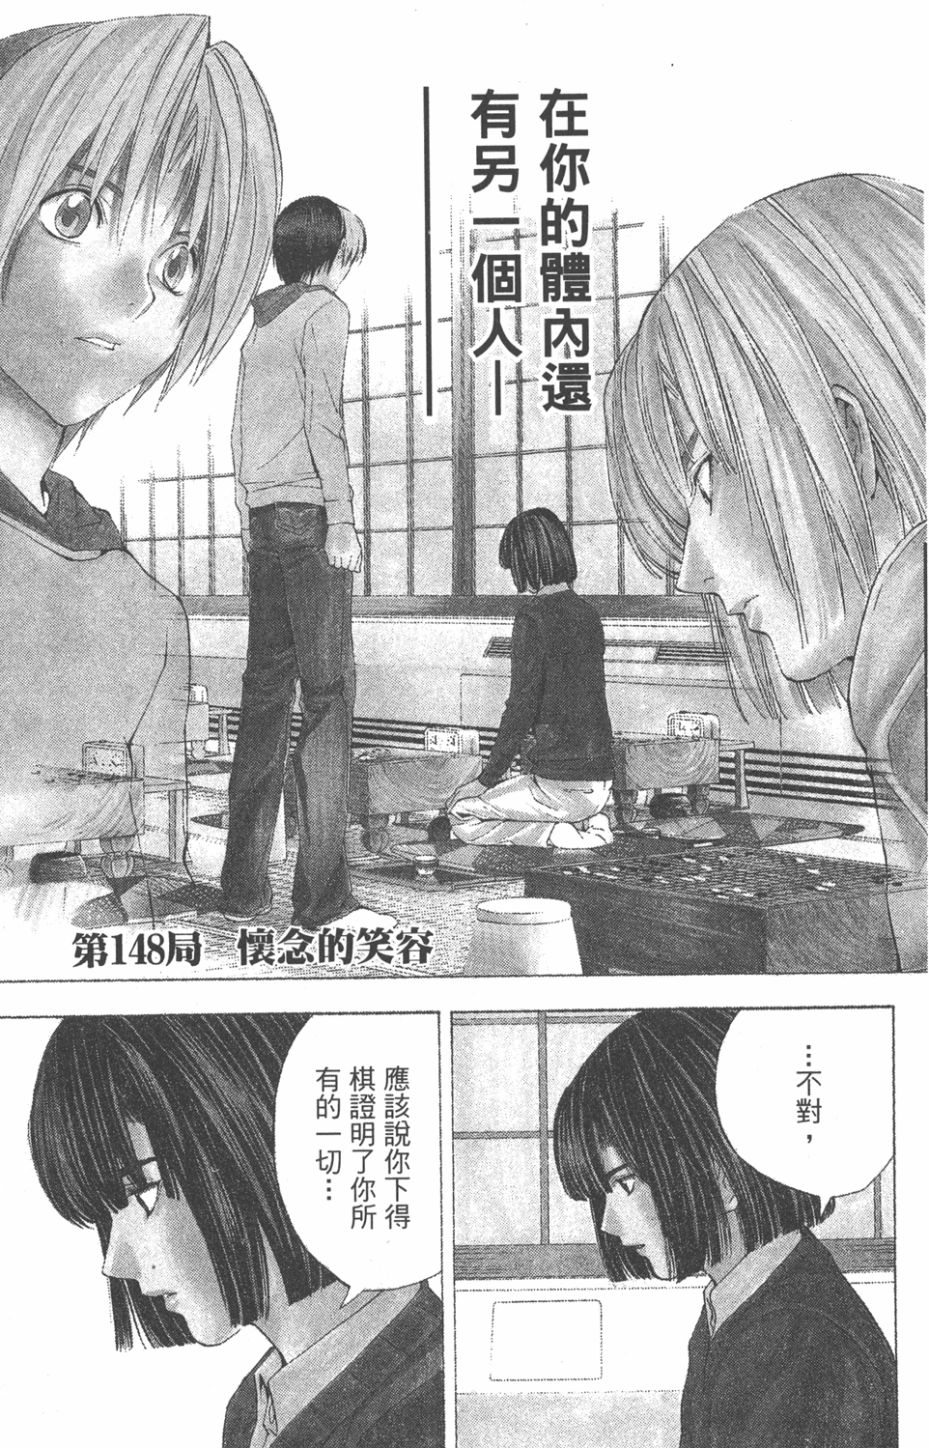 在你的體內還
有另一個人—
第148局 懷念的笑容
…不對，
應該說你下得
棋證明了你所
有的一切…